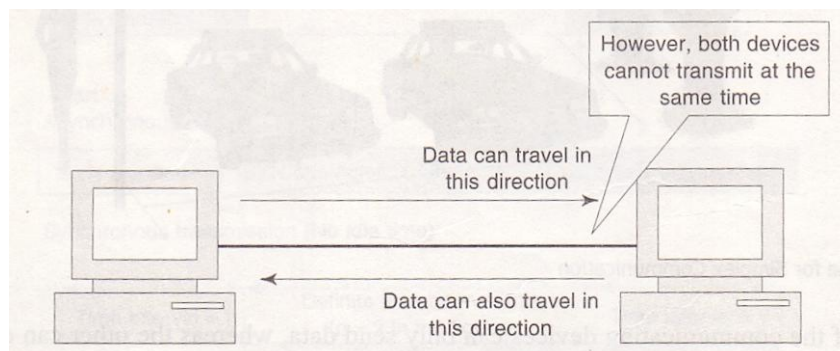 However, both devices
cannot transmit at the
same time
Data can travel in
this direction
Data can also travel in
this direction